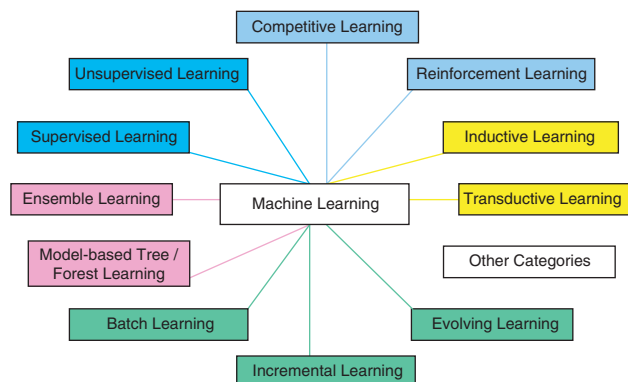 Competitive Learning
Unsupervised Learning
Reinforcement Learning
Supervised Learning
Inductive Learning
Ensemble Learning
Machine Learning
Transductive Learning
Model-based Tree /
Forest Learning
Other Categories
Batch Learning
Evolving Learning
Incremental Learning